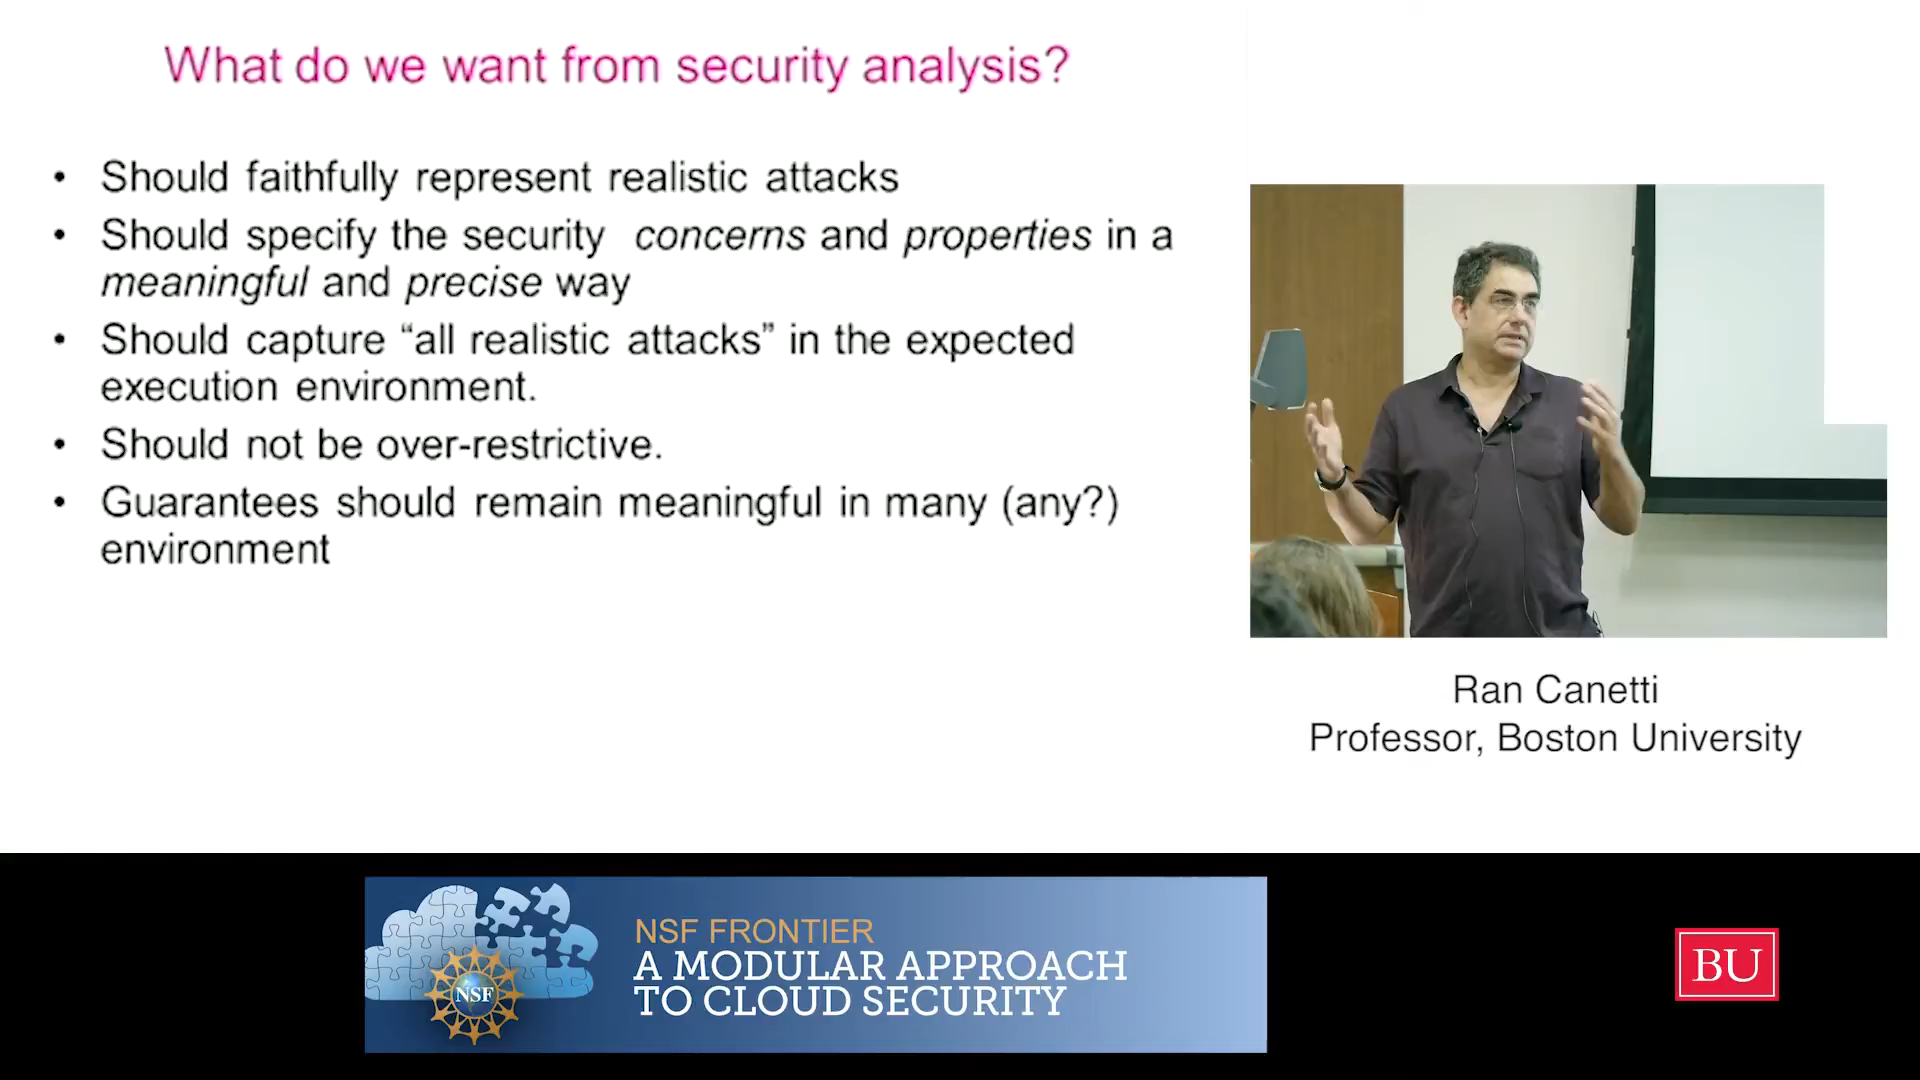 What do we want from security analysis?
• Should faithfully represent realistic attacks
• Should specify the security concerns and properties in a
meaningful and precise way
• Should capture “all realistic attacks” in the expected
execution environment.
• Should not be over-restrictive.
• Guarantees should remain meaningful in many (any?)
environment
Ran Canetti
Professor, Boston University
NSF
NSF FRONTIER
A MODULAR APPROACH
TO CLOUD SECURITY
BU